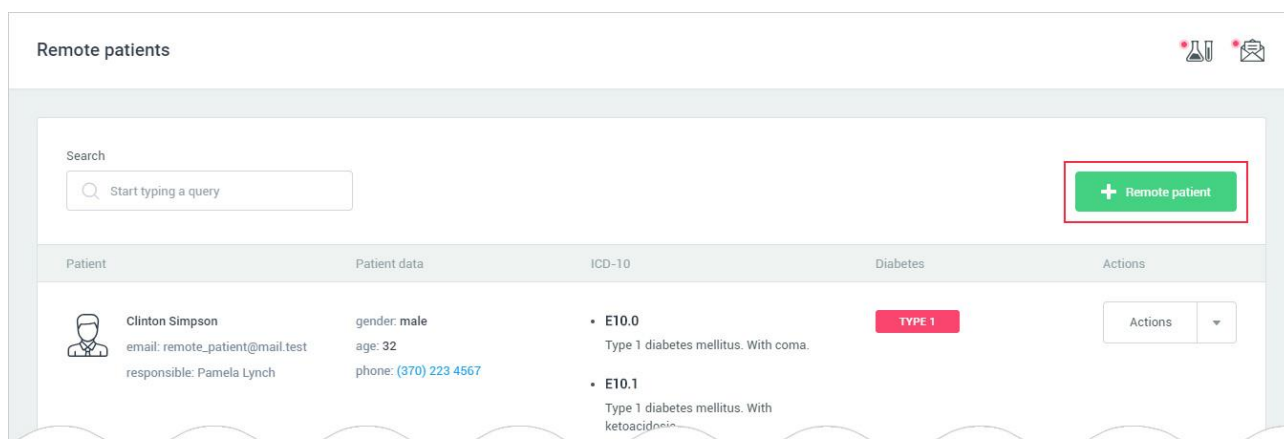 Remote patients
Search
Start typing a query
Remote patient
Patient Patient data ICD-10 Diabetes Actions
Clinton Simpson
email: remote_patient@mail.test
responsible: Pamela Lynch
gender: male
age: 32
phone: (370) 223 4567
• E10.0
Type 1 diabetes mellitus. With coma.
• E10.1
Type 1 diabetes mellitus. With
ketoacidosis
TYPE 1
Actions